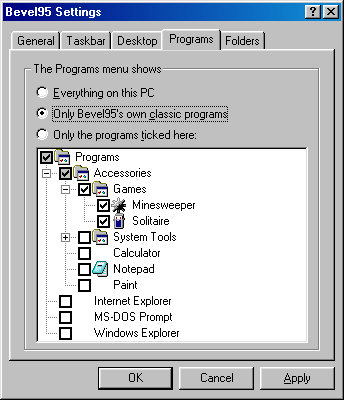 Bevel95 Settings
General Taskbar Desktop Programs Folders
The Programs menu shows
Everything on this PC
Only Bevel95's own classic programs
Only the programs ticked here:
Programs
Accessories
Games
Minesweeper
Solitaire
System Tools
Calculator
Notepad
Paint
Internet Explorer
MS-DOS Prompt
Windows Explorer
OK Cancel Apply